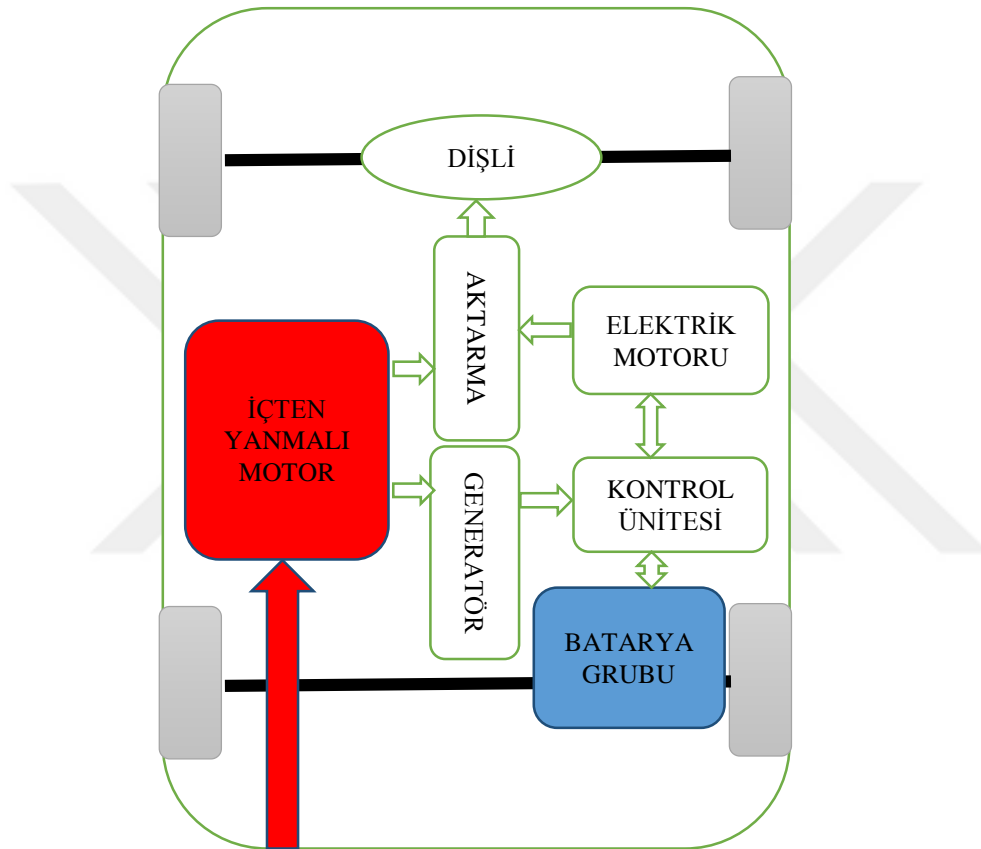 DİŞLİ
AKTARMA
ELEKTRİK
MOTORU
İÇTEN
YANMALI
MOTOR
GENERATÖR
KONTROL
ÜNİTESİ
BATARYA
GRUBU